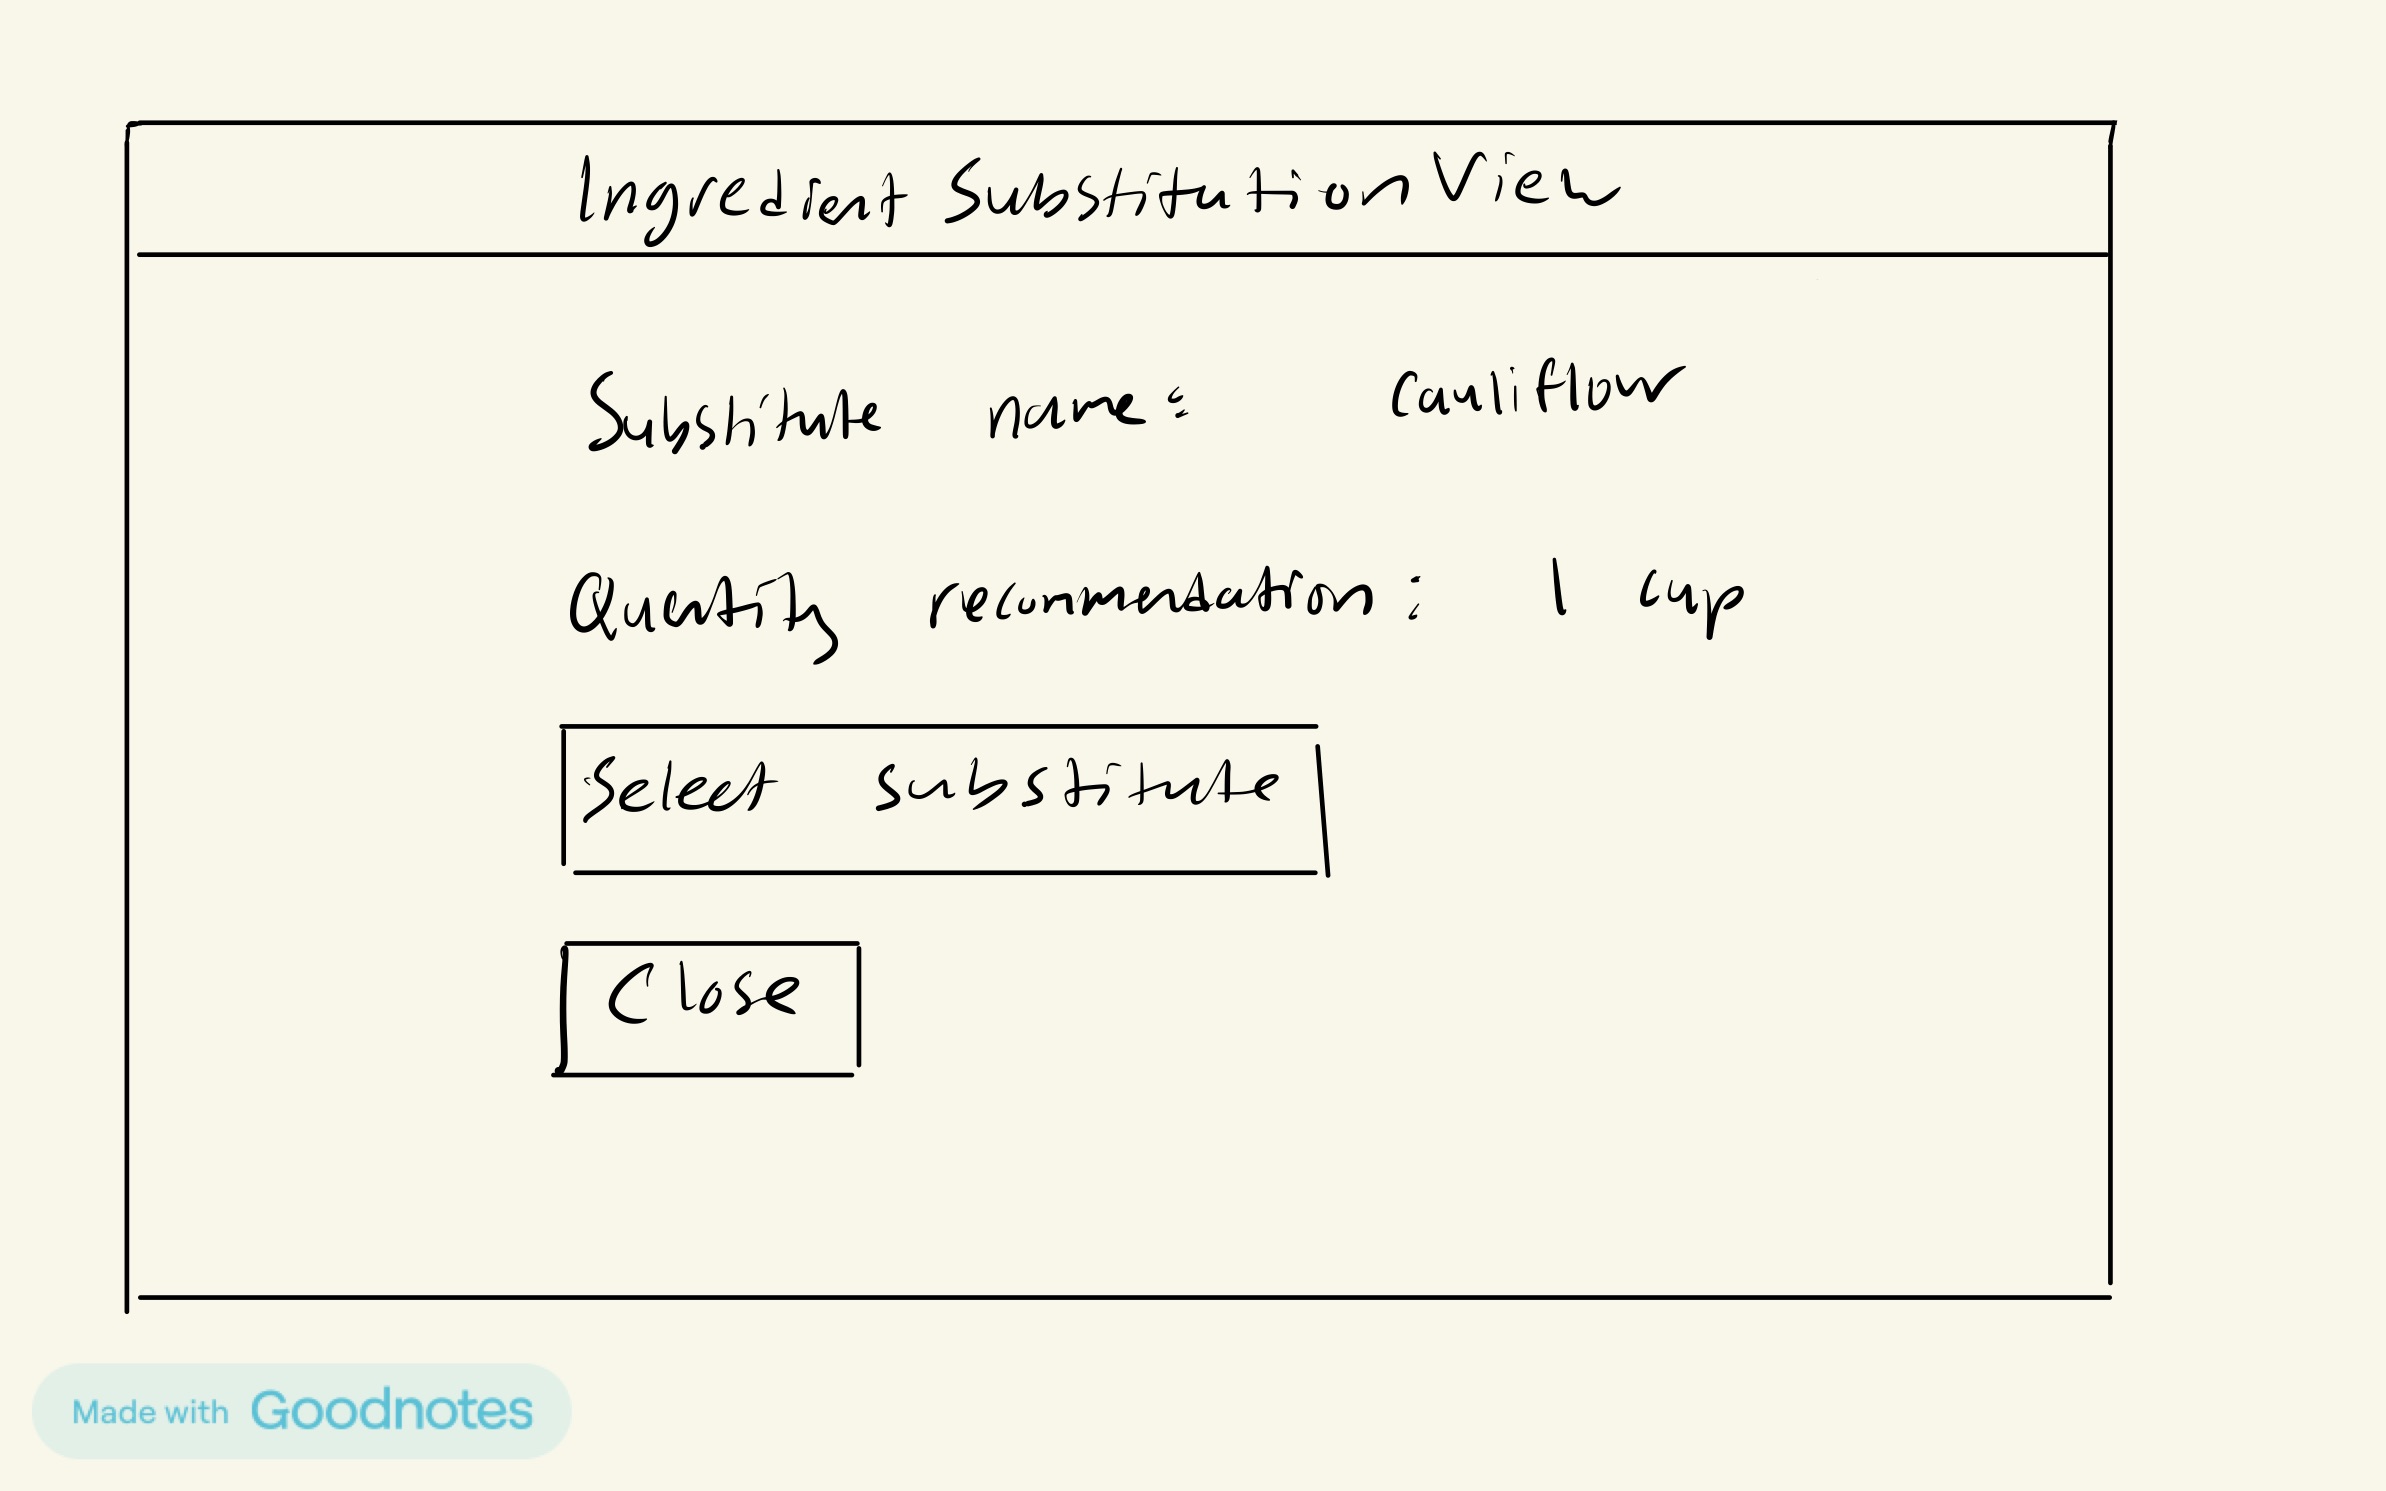 Ingredient Substitution View
Substitute name: cauliflow
Quantity recommendation: 1 cup
Select substitute
Close
Made with Goodnotes